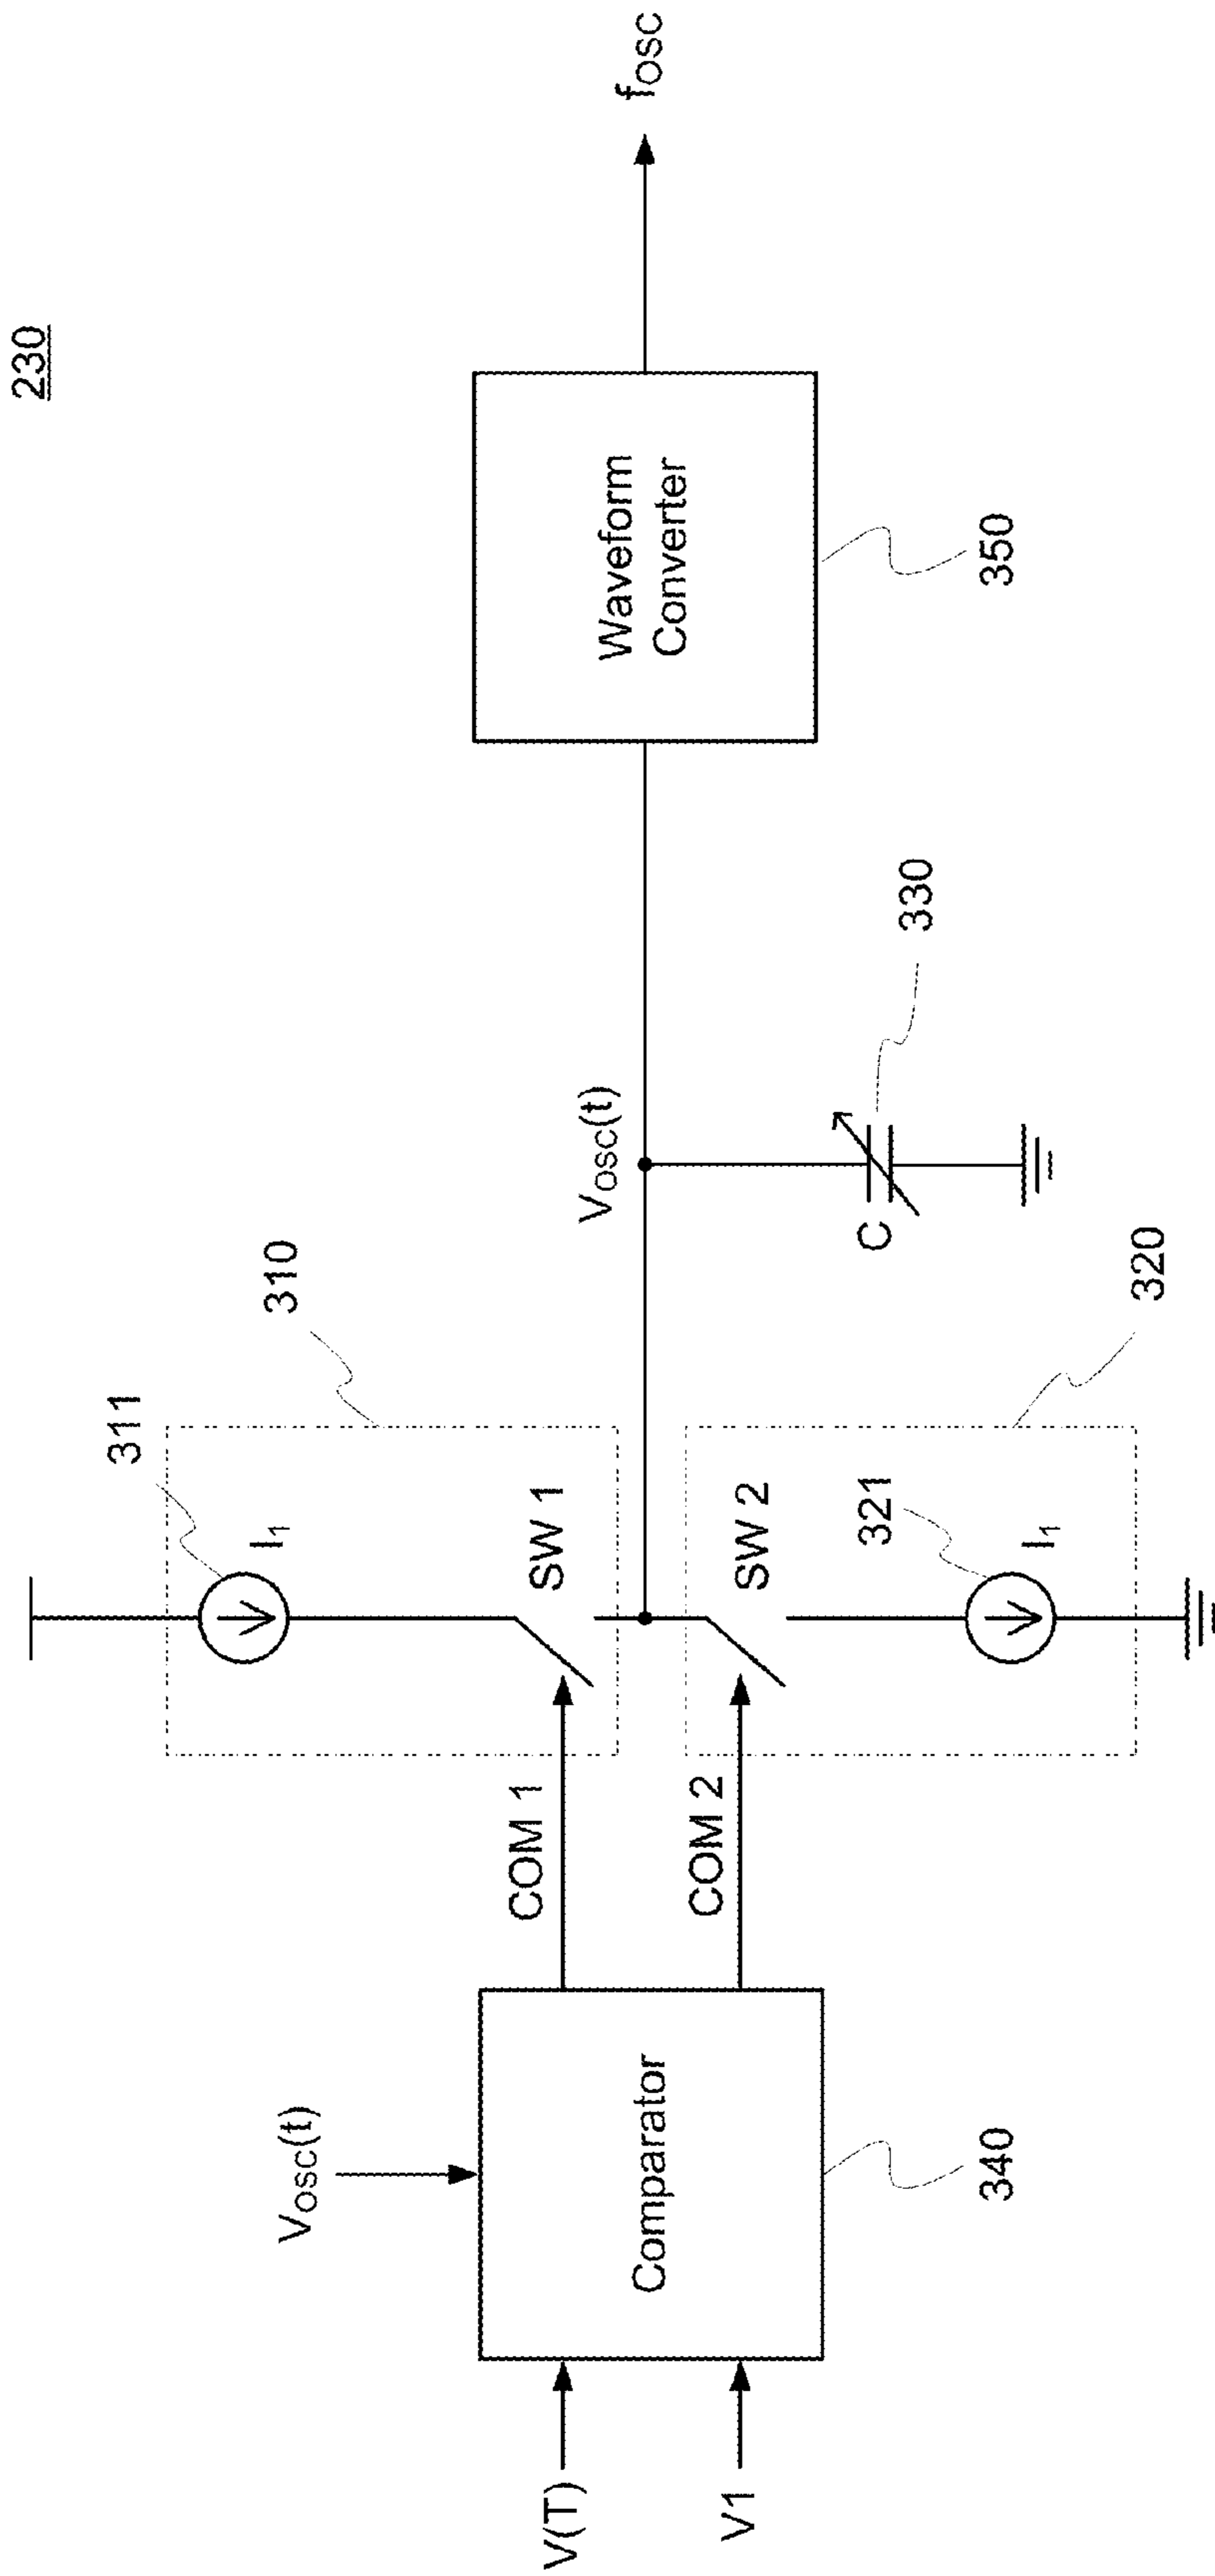 230
311
310
I1
SW 1
COM 1
VOSC(t)
VOSC(t)
fOSC
Waveform
Converter
Comparator
V(T)
V1
COM 2
SW 2
321
I1
320
C
330
340
350